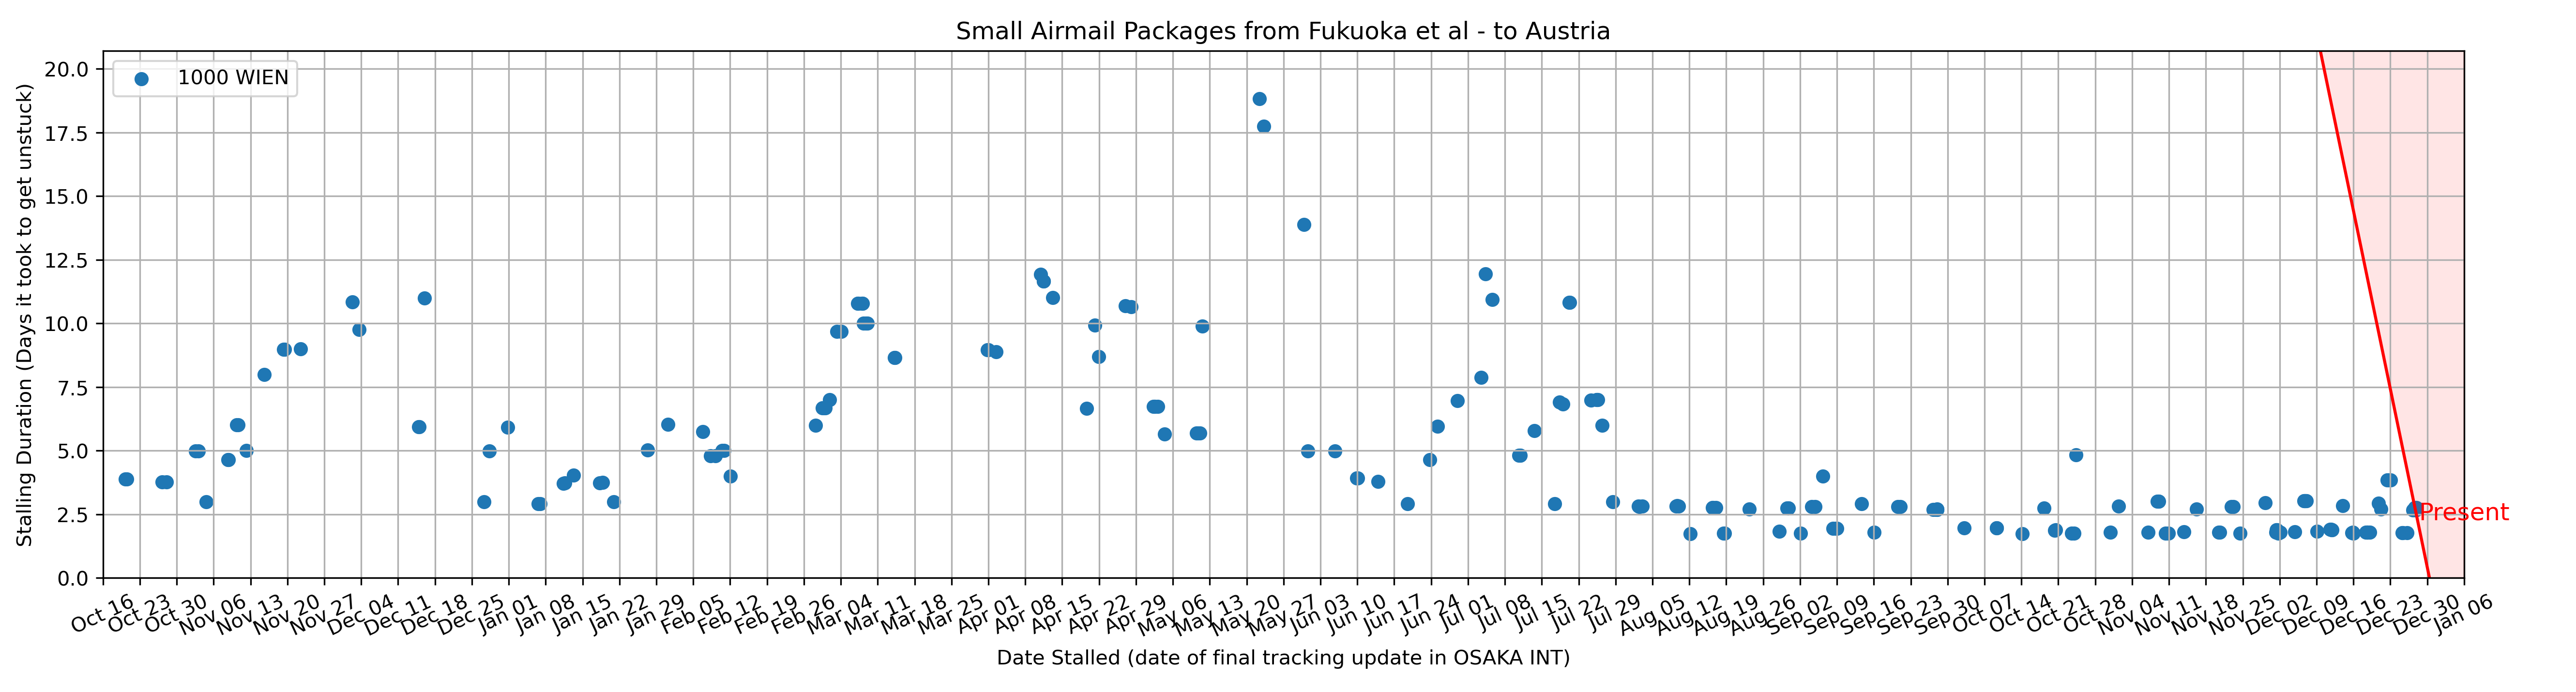 Small Airmail Packages from Fukuoka et al - to Austria
1000 WIEN
Stalling Duration (Days it took to get unstuck)
20.0
17.5
15.0
12.5
10.0
7.5
5.0
2.5
0.0
Present
Oct 16 Oct 23 Oct 30 Nov 06 Nov 13 Nov 20 Nov 27 Dec 04 Dec 11 Dec 18 Dec 25 Jan 01 Jan 08 Jan 15 Jan 22 Jan 29 Feb 05 Feb 12 Feb 19 Feb 26 Mar 04 Mar 11 Mar 18 Mar 25 Apr 01 Apr 08 Apr 15 Apr 22 Apr 29 May 06 May 13 May 20 May 27 Jun 03 Jun 10 Jun 17 Jun 24 Jul 01 Jul 08 Jul 15 Jul 22 Jul 29 Aug 05 Aug 12 Aug 19 Aug 26 Sep 02 Sep 09 Sep 16 Sep 23 Sep 30 Oct 07 Oct 14 Oct 21 Oct 28 Nov 04 Nov 11 Nov 18 Nov 25 Dec 02 Dec 09 Dec 16 Dec 23 Dec 30 Jan 06
Date Stalled (date of final tracking update in OSAKA INT)